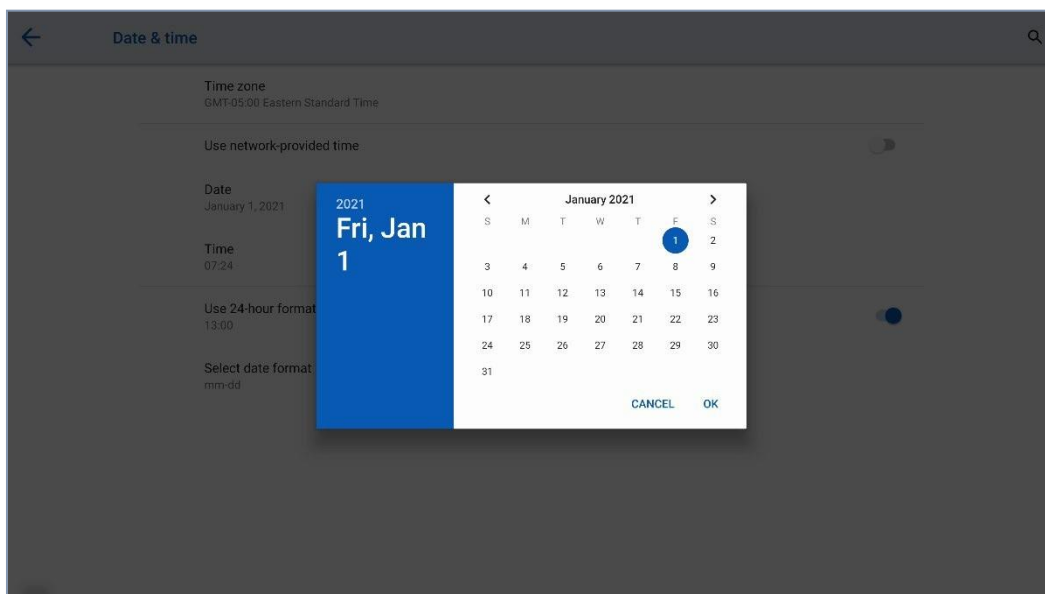 Date & time
Time zone
GMT-05:00 Eastern Standard Time
Use network-provided time
Date
January 1, 2021
Time
07:24
Use 24-hour format
13:00
Select date format
mm-dd
2021
Fri, Jan
1
January 2021
S M T W T F S
1 2
3 4 5 6 7 8 9
10 11 12 13 14 15 16
17 18 19 20 21 22 23
24 25 26 27 28 29 30
31
CANCEL OK